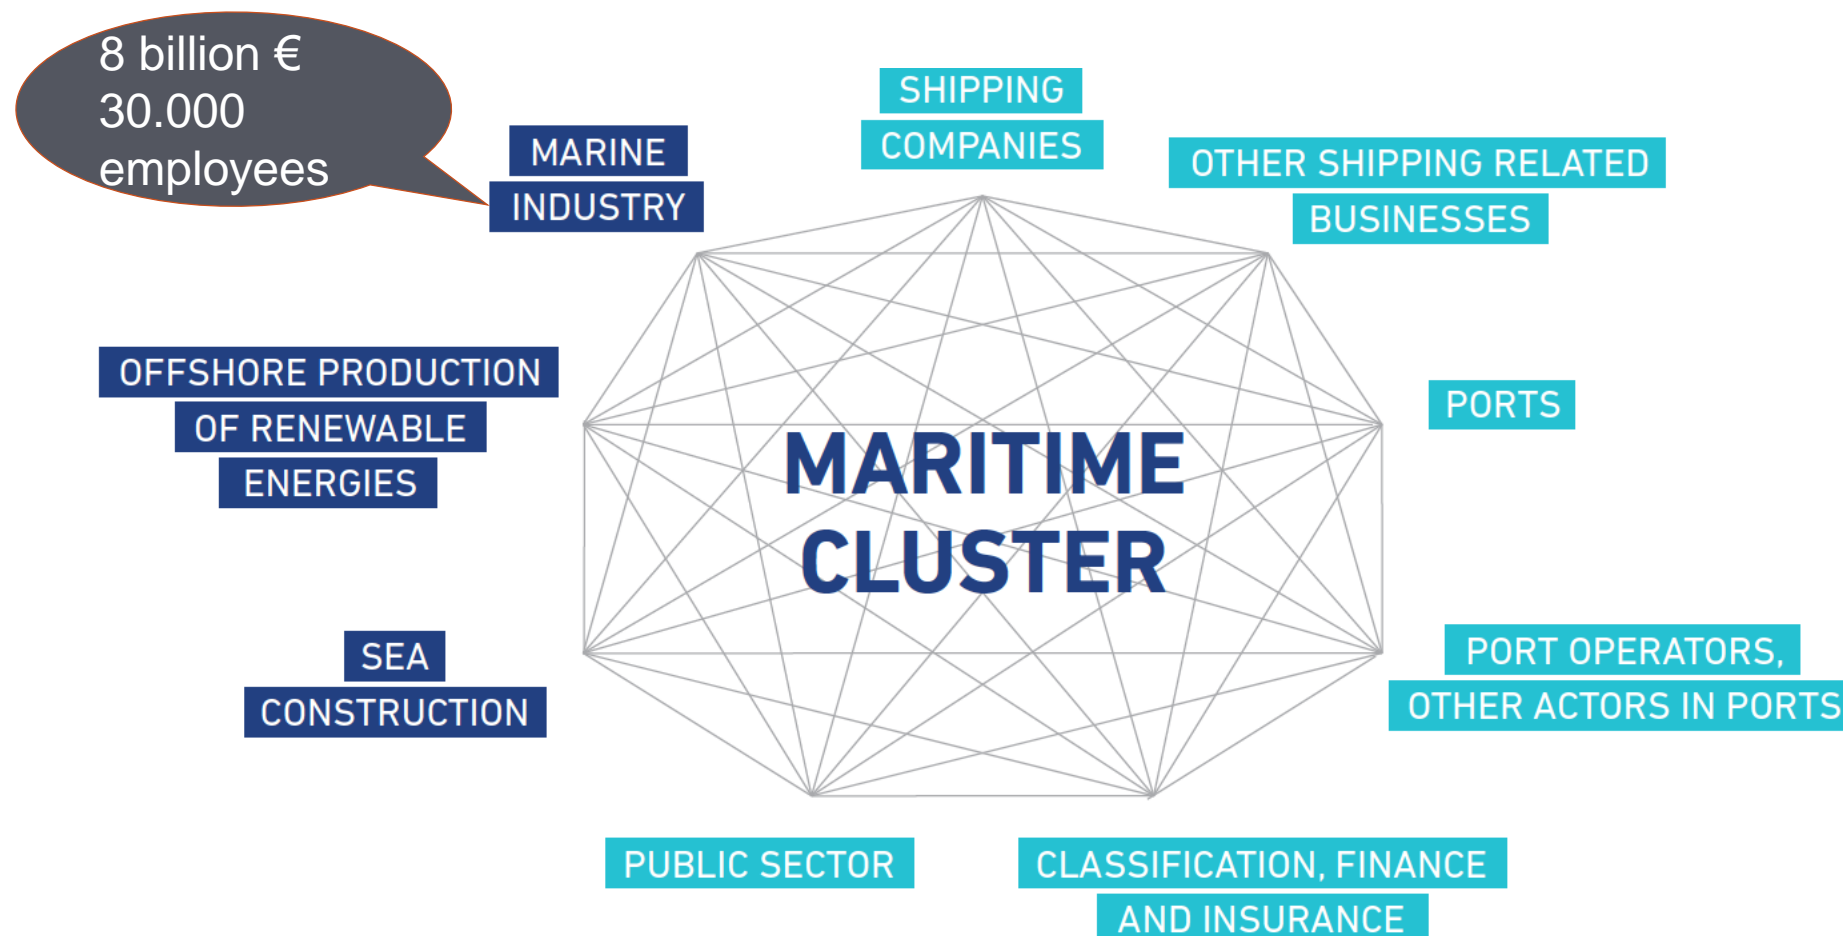 8 billion €
30.000
employees
MARINE
INDUSTRY
SHIPPING
COMPANIES
OTHER SHIPPING RELATED
BUSINESSES
OFFSHORE PRODUCTION
OF RENEWABLE
ENERGIES
PORTS
MARITIME
CLUSTER
SEA
CONSTRUCTION
PORT OPERATORS,
OTHER ACTORS IN PORTS
PUBLIC SECTOR
CLASSIFICATION, FINANCE
AND INSURANCE